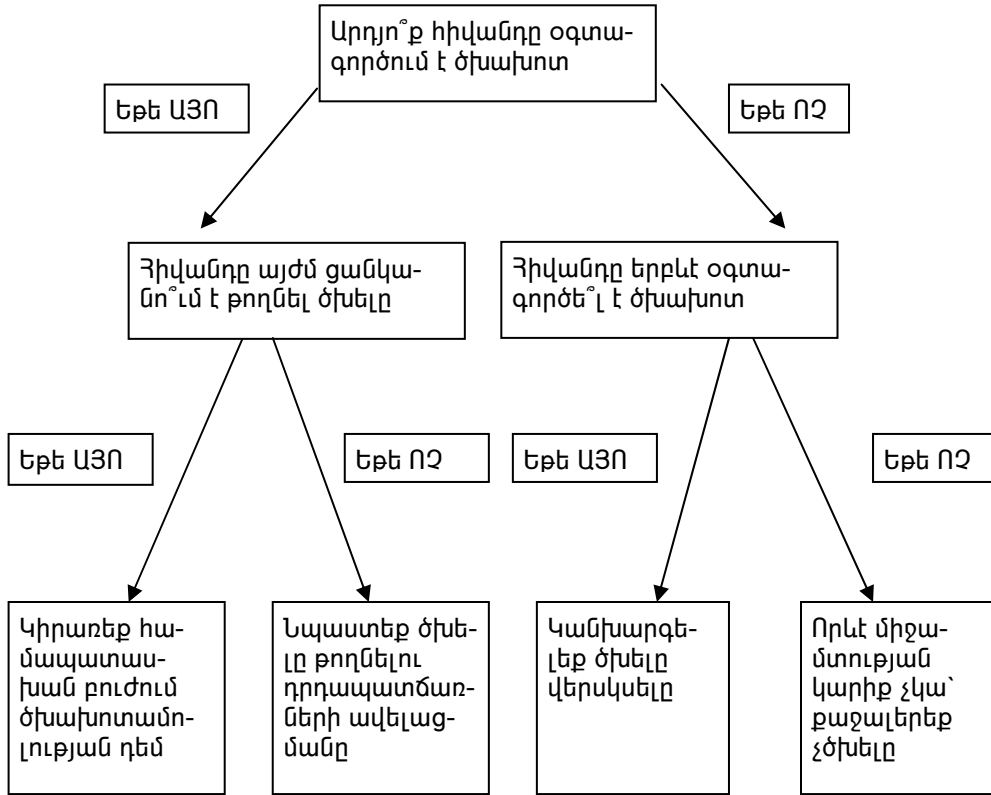 Արդյո՞ք հիվանդը օգտա-
գործում է ծխախոտ
Եթե ԱՅՈ
Եթե ՈՉ
Հիվանդը այժմ ցանկա-
նո՞ւմ է թողնել ծխելը
Հիվանդը երբևէ օգտա-
գործե՞լ է ծխախոտ
Եթե ԱՅՈ
Եթե ՈՉ
Եթե ԱՅՈ
Եթե ՈՉ
Կիրառեք հա-
մապատաս-
խան բուժում
ծխախոտամո-
լության դեմ
Նպաստեք ծխե-
լը թողնելու
դրդապատճառ-
ների ավելաց-
մանը
Կանխարգե-
լեք ծխելը
վերսկսելը
Որևէ միջա-
մտության
կարիք չկա՝
քաջալերեք
չծխելը